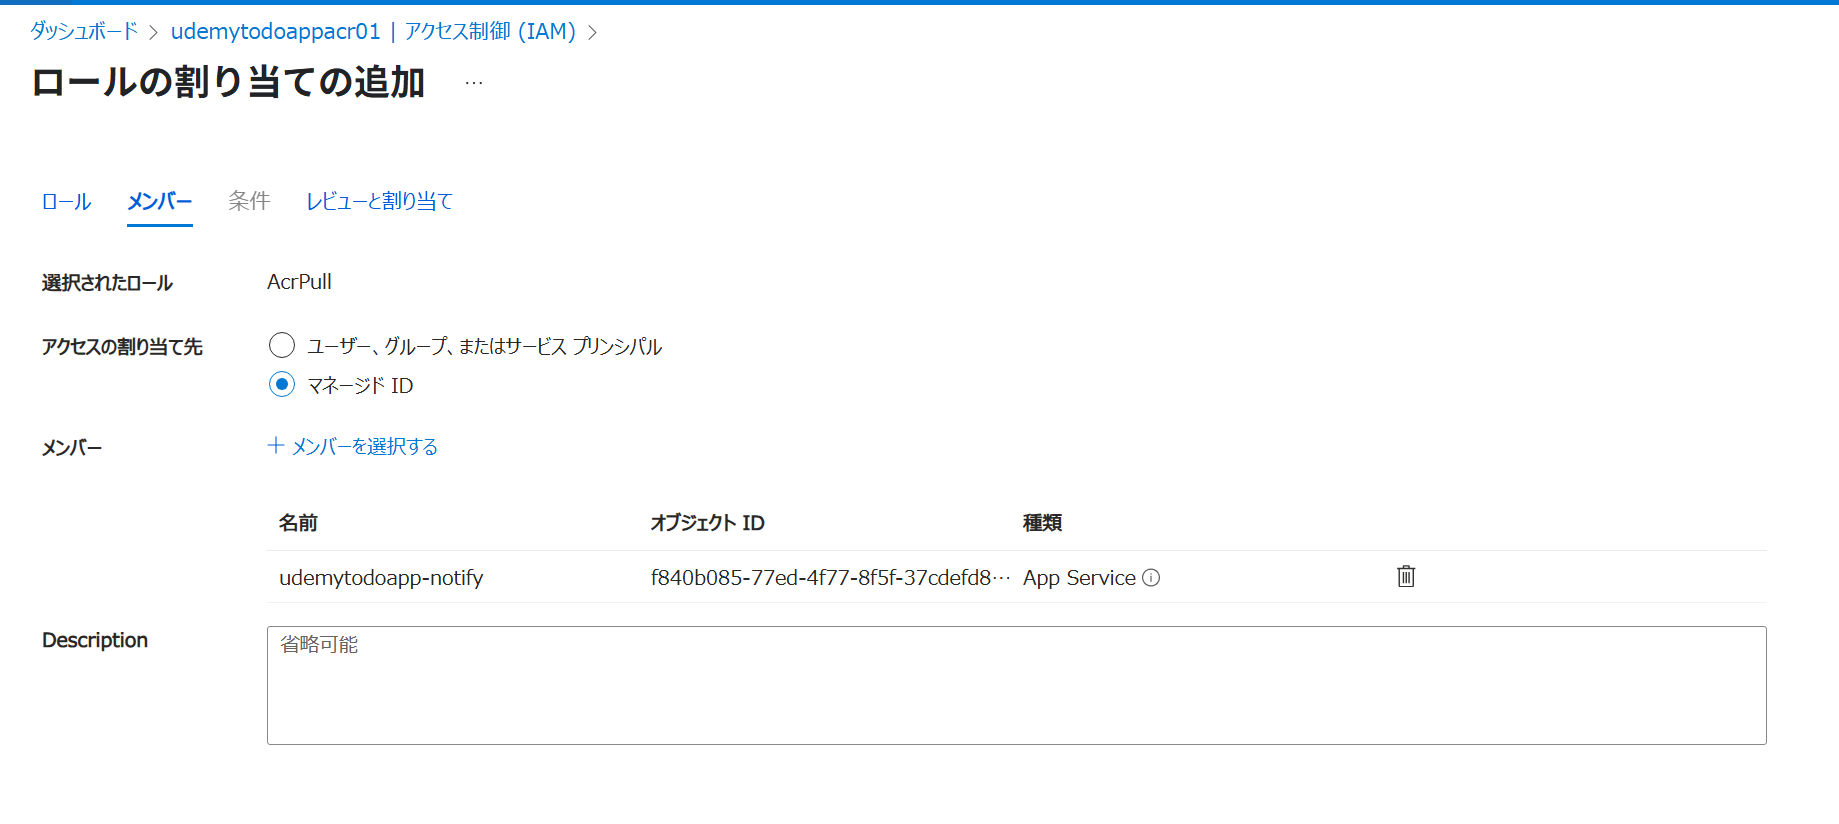 ダッシュボード > udemytodoappacr01 | アクセス制御 (IAM) >
ロールの割り当ての追加 …
ロール メンバー 条件 レビューと割り当て
選択されたロール AcrPull
アクセスの割り当て先 ユーザー、グループ、またはサービス プリンシパル
マネージド ID
メンバー + メンバーを選択する
名前 オブジェクト ID 種類
udemytodoapp-notify f840b085-77ed-4f77-8f5f-37cdefd8… App Service
Description 省略可能